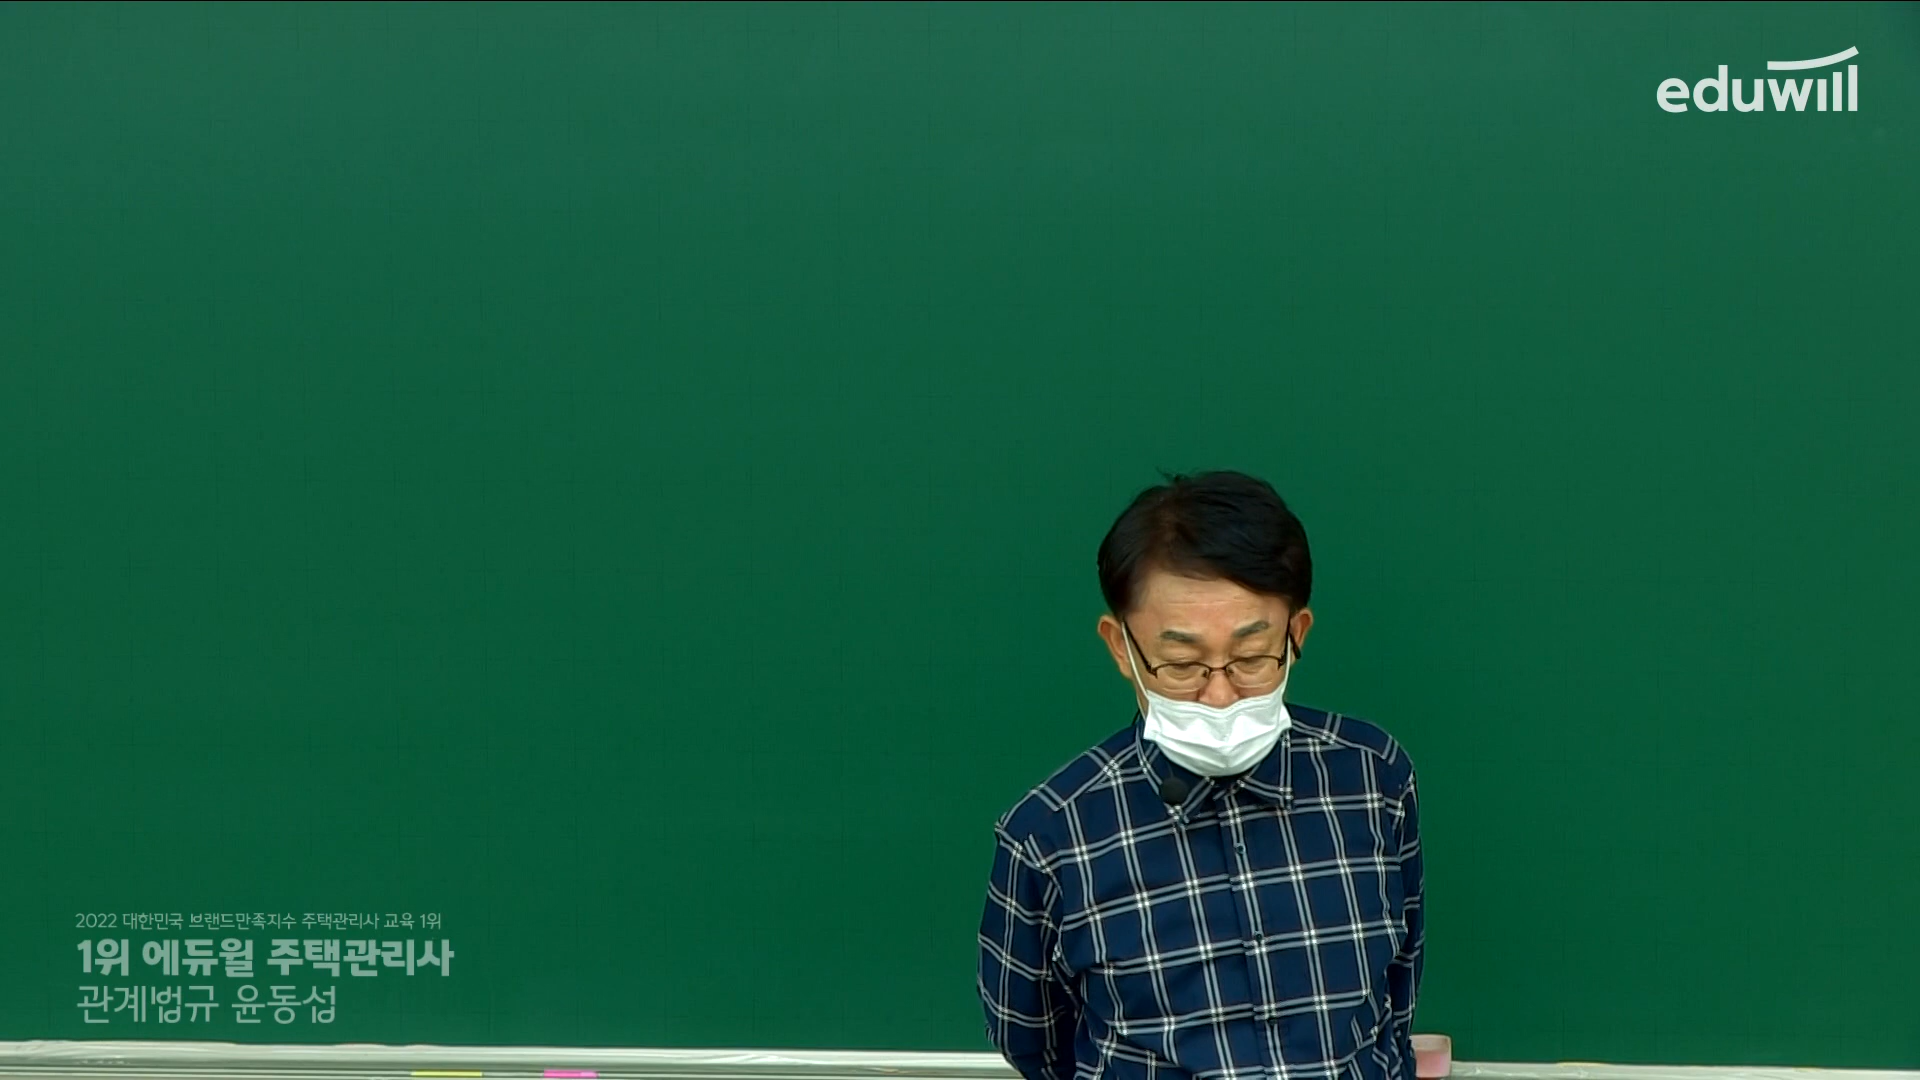 eduwill
2022 대한민국 브랜드만족지수 주택관리사 교육 1위
1위 에듀윌 주택관리사
관계법규 윤동섭